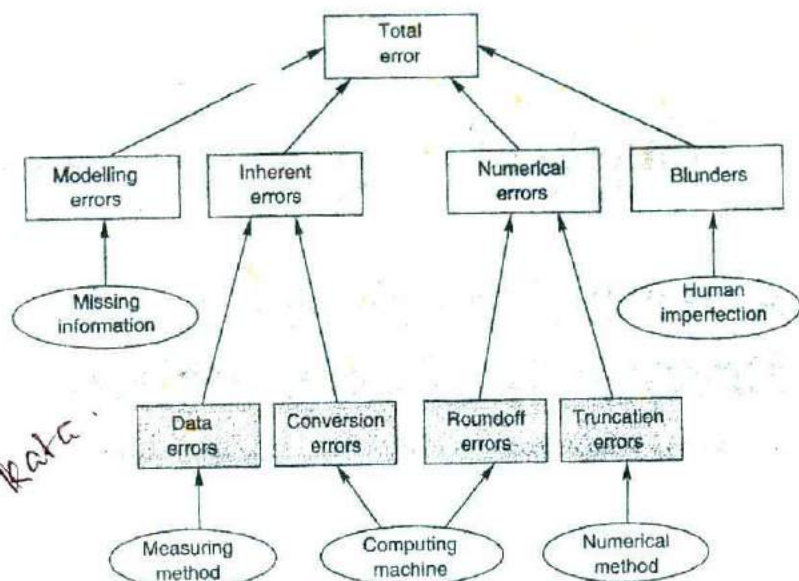 Total
error
Modelling
errors
Inherent
errors
Numerical
errors
Blunders
Missing
information
Human
imperfection
Data
errors
Conversion
errors
Roundoff
errors
Truncation
errors
Measuring
method
Computing
machine
Numerical
method